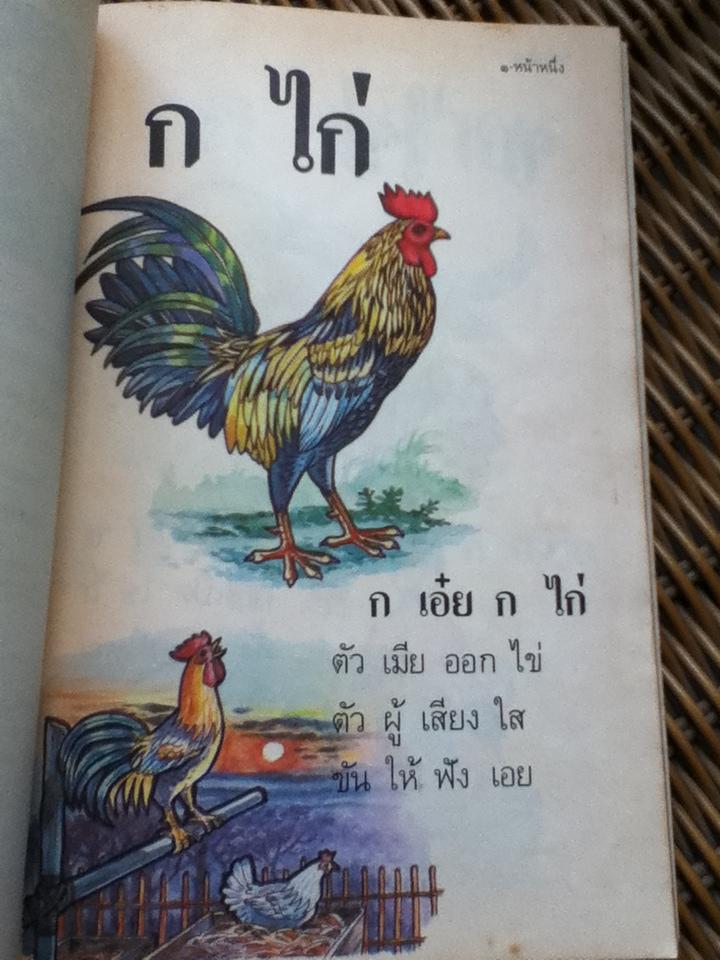 ๑·หน้าหนึ่ง
ก ไก่
ก เอ๋ย ก ไก่
ตัว เมีย ออก ไข่
ตัว ผู้ เสียง ใส
ขัน ให้ ฟัง เอย